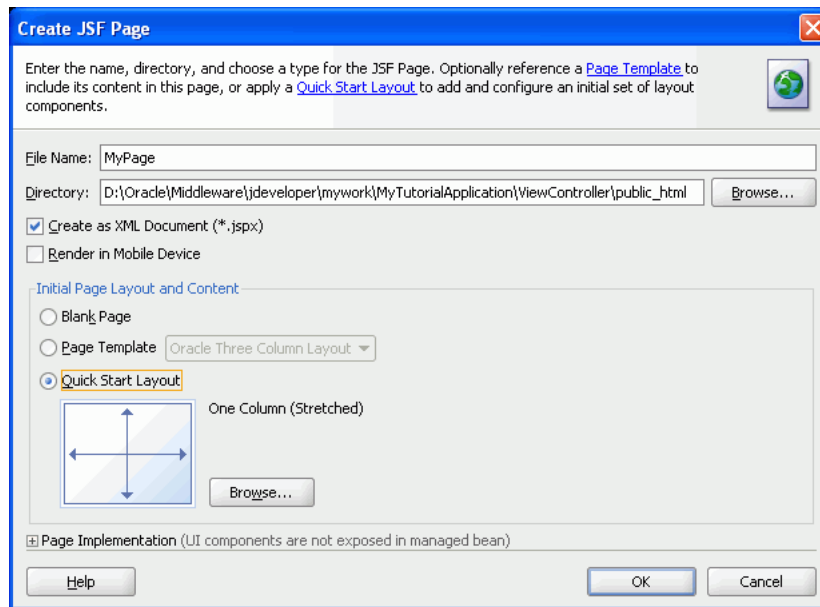 Create JSF Page
Enter the name, directory, and choose a type for the JSF Page. Optionally reference a Page Template to
include its content in this page, or apply a Quick Start Layout to add and configure an initial set of layout
components.
File Name: MyPage
Directory: D:\Oracle\Middleware\jdeveloper\mywork\MyTutorialApplication\ViewController\public_html Browse...
Create as XML Document (*.jspx)
Render in Mobile Device
Initial Page Layout and Content
Blank Page
Page Template Oracle Three Column Layout
Quick Start Layout
One Column (Stretched)
Browse...
Page Implementation (UI components are not exposed in managed bean)
Help OK Cancel